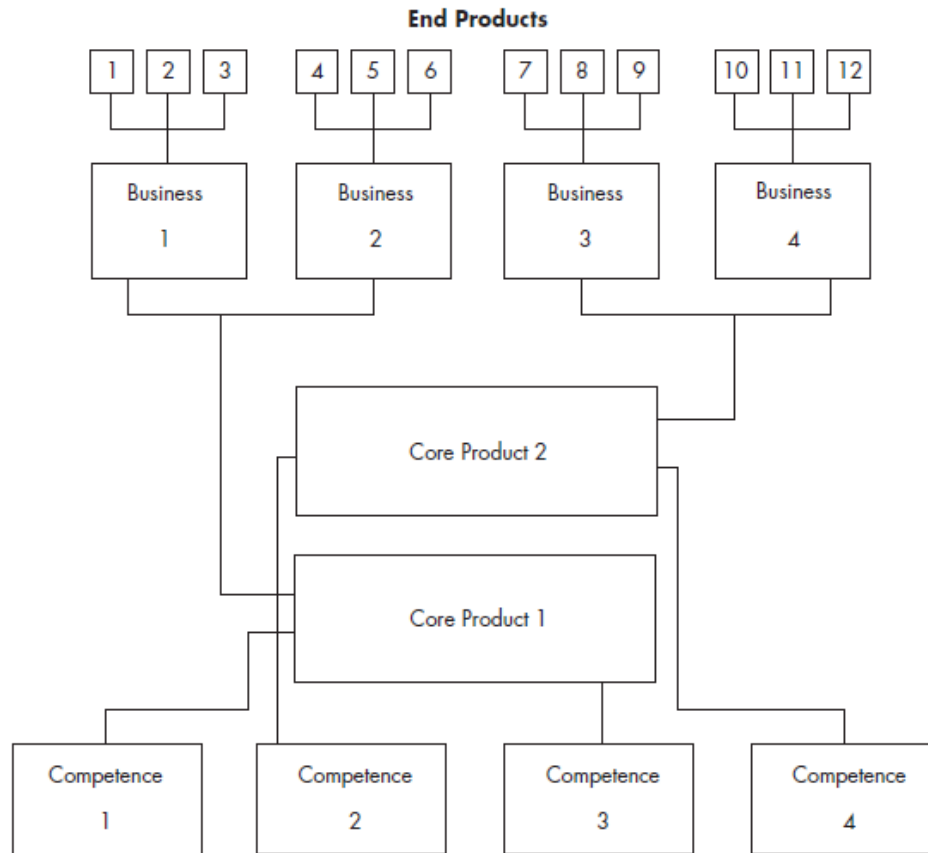 End Products
1 2 3 4 5 6 7 8 9 10 11 12
Business Business Business Business
1 2 3 4
Core Product 2
Core Product 1
Competence Competence Competence Competence
1 2 3 4